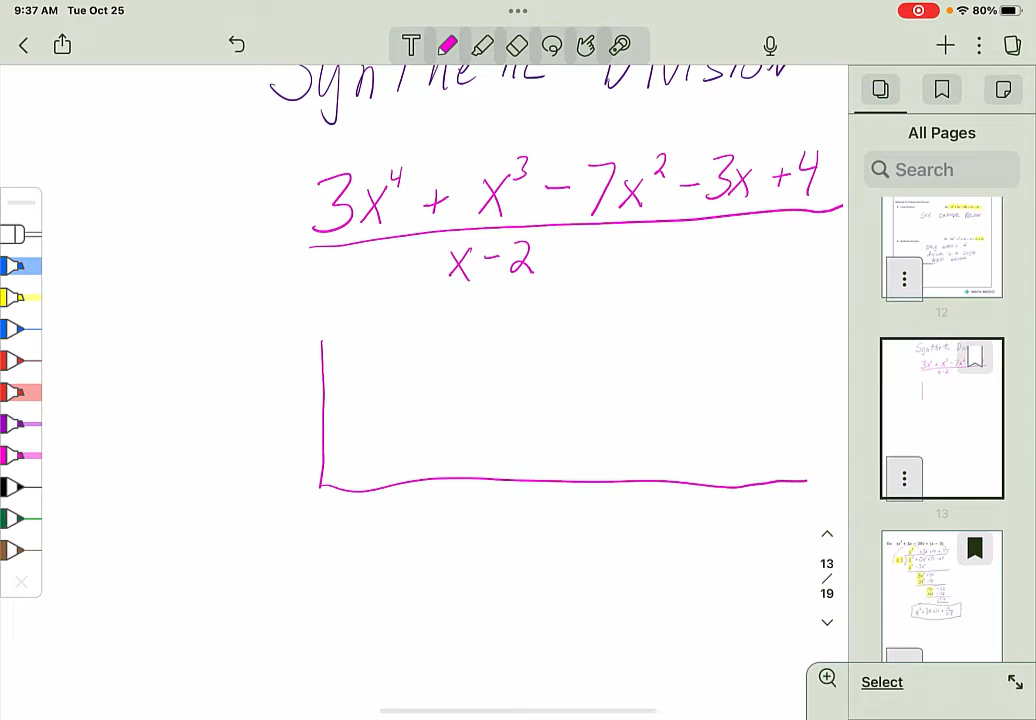 9:37 AM Tue Oct 25
80%
Synthetic Division
3x⁴ + x³ - 7x² - 3x + 4
x - 2
All Pages
Search
12
13
13
/
19
Select